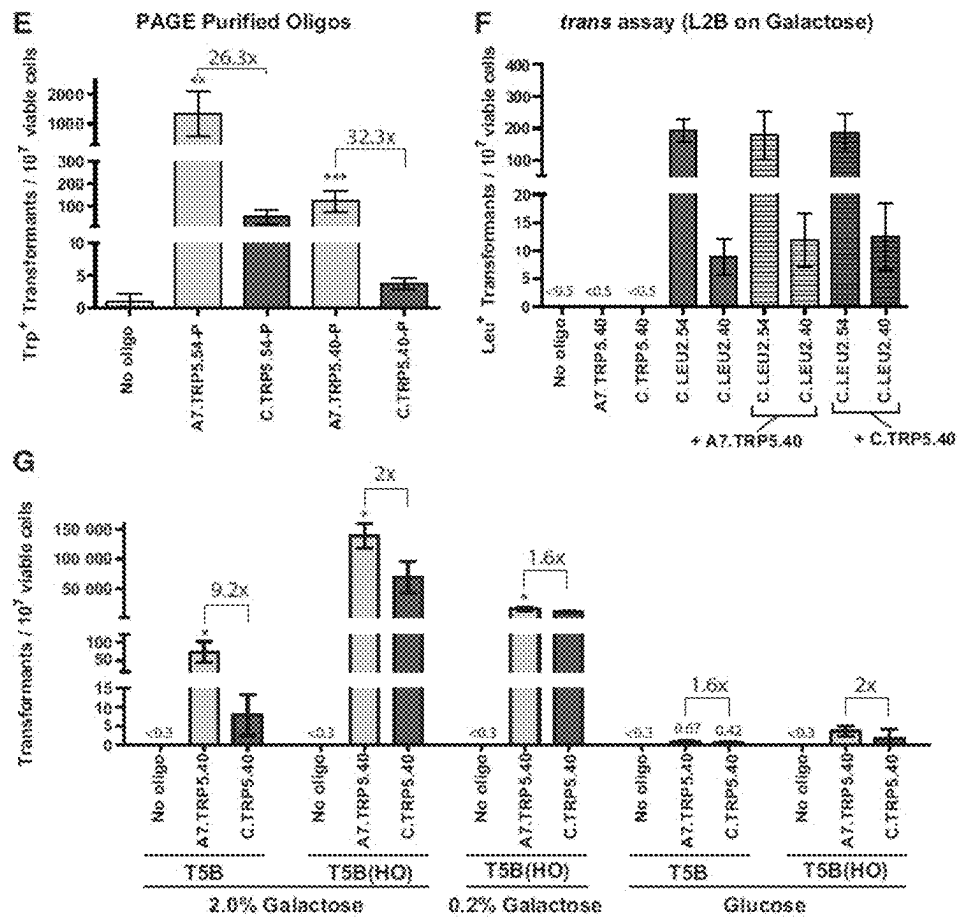 E
PAGE Purified Oligos
Trp⁺ Transformants / 10⁷ viable cells
2000
1000
300
200
100
10
5
0
26.3x
**
32.3x
***
No oligo
A7.TRP5.54-P
C.TRP5.54-P
A7.TRP5.40-P
C.TRP5.40-P
F
trans assay (L2B on Galactose)
Leu⁺ Transformants / 10⁷ viable cells
400
300
200
100
20
15
10
5
0
<0.5 <0.5 <0.5
No oligo
A7.TRP5.40
C.TRP5.40
C.LEU2.54
C.LEU2.40
C.LEU2.54
C.LEU2.40
C.LEU2.54
C.LEU2.40
+ A7.TRP5.40 + C.TRP5.40
G
Transformants / 10⁷ viable cells
150 000
100 000
50 000
100
50
15
10
5
0
9.2x
*
2x
*
1.6x
*
1.6x
2x
<0.3 <0.3 <0.3 <0.3 0.67 0.42 <0.3
No oligo
A7.TRP5.40
C.TRP5.40
No oligo
A7.TRP5.40
C.TRP5.40
No oligo
A7.TRP5.40
C.TRP5.40
No oligo
A7.TRP5.40
C.TRP5.40
No oligo
A7.TRP5.40
C.TRP5.40
T5B T5B(HO) T5B(HO) T5B T5B(HO)
2.0% Galactose 0.2% Galactose Glucose